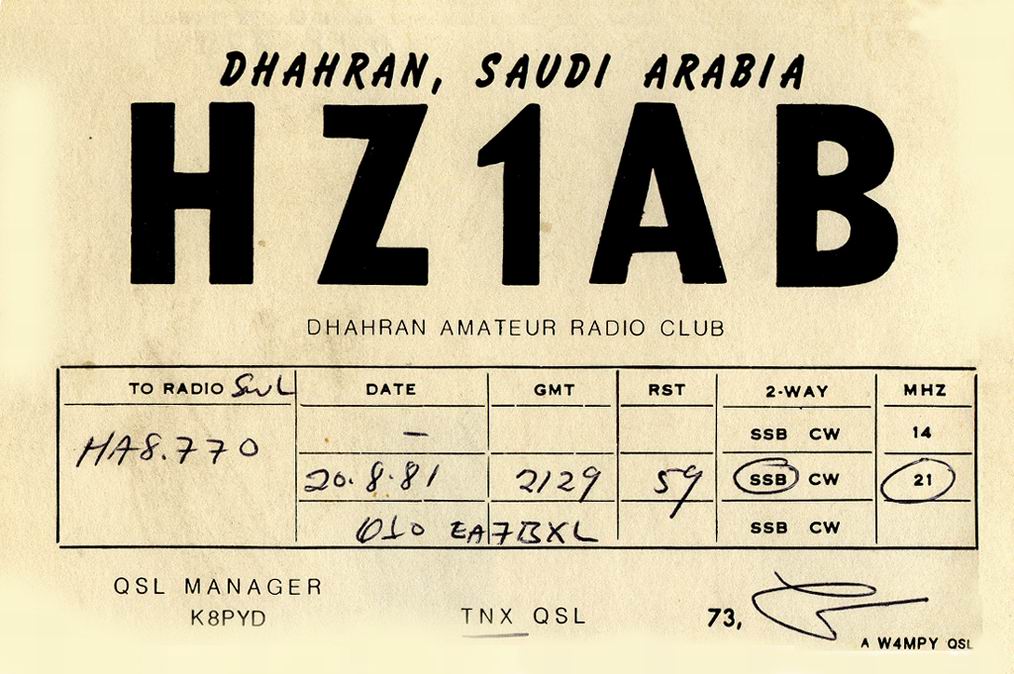 DHAHRAN, SAUDI ARABIA
HZ1AB
DHAHRAN AMATEUR RADIO CLUB
TO RADIO SWL DATE GMT RST 2-WAY MHZ
HA8.770 – SSB CW 14
20.8.81 2129 59 SSB CW 21
QSO EA7BXL SSB CW
QSL MANAGER
K8PYD TNX QSL 73,
A W4MPY QSL